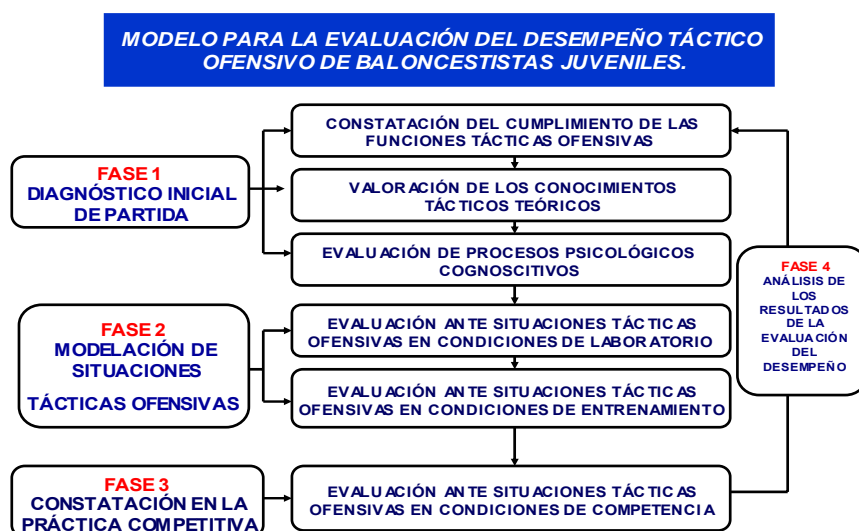 MODELO PARA LA EVALUACIÓN DEL DESEMPEÑO TÁCTICO
OFENSIVO DE BALONCESTISTAS JUVENILES.
CONSTATACIÓN DEL CUMPLIMIENTO DE LAS
FUNCIONES TÁCTICAS OFENSIVAS
FASE 1
DIAGNÓSTICO INICIAL
DE PARTIDA
VALORACIÓN DE LOS CONOCIMIENTOS
TÁCTICOS TEÓRICOS
EVALUACIÓN DE PROCESOS PSICOLÓGICOS
COGNOSCITIVOS
FASE 2
MODELACIÓN DE
SITUACIONES
TÁCTICAS OFENSIVAS
EVALUACIÓN ANTE SITUACIONES TÁCTICAS
OFENSIVAS EN CONDICIONES DE LABORATORIO
EVALUACIÓN ANTE SITUACIONES TÁCTICAS
OFENSIVAS EN CONDICIONES DE ENTRENAMIENTO
FASE 3
CONSTATACIÓN EN LA
PRÁCTICA COMPETITIVA
EVALUACIÓN ANTE SITUACIONES TÁCTICAS
OFENSIVAS EN CONDICIONES DE COMPETENCIA
FASE 4
ANÁLISIS DE
LOS
RESULTADOS
DE LA
EVALUACIÓN
DEL
DESEMPEÑO